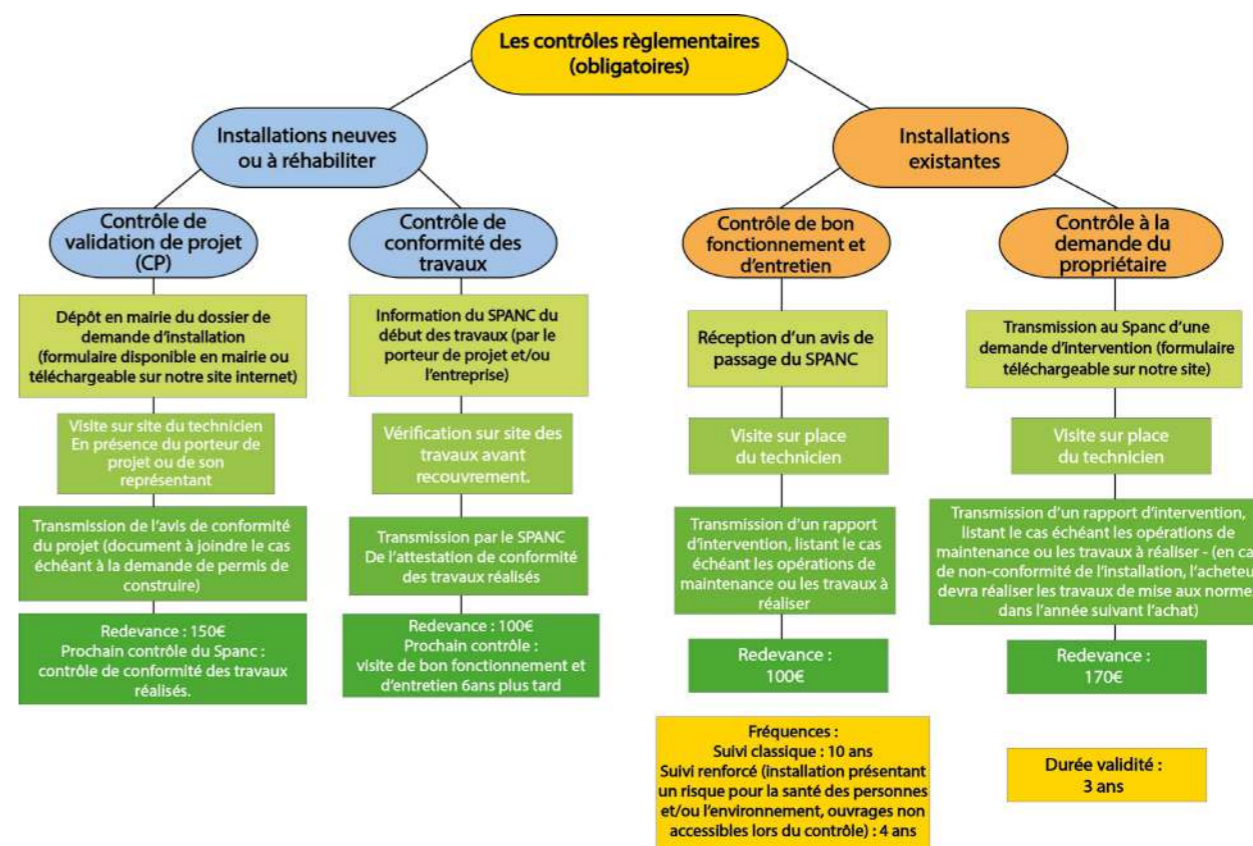 Les contrôles règlementaires
(obligatoires)
Installations neuves
ou à réhabiliter
Installations
existantes
Contrôle de
validation de projet
(CP)
Contrôle de
conformité des
travaux
Contrôle de bon
fonctionnement et
d'entretien
Contrôle à la
demande du
propriétaire
Dépôt en mairie du dossier de
demande d'installation
(formulaire disponible en mairie ou
téléchargeable sur notre site internet)
Information du SPANC du
début des travaux (par le
porteur de projet et/ou
l'entreprise)
Réception d'un avis de
passage du SPANC
Transmission au Spanc d'une
demande d'intervention (formulaire
téléchargeable sur notre site)
Visite sur site du technicien
En présence du porteur de
projet ou de son
représentant
Vérification sur site des
travaux avant
recouvrement.
Visite sur place
du technicien
Visite sur place
du technicien
Transmission de l'avis de conformité
du projet (document à joindre le cas
échéant à la demande de permis de
construire)
Transmission par le SPANC
De l'attestation de conformité
des travaux réalisés
Transmission d'un rapport
d'intervention, listant le cas
échéant les opérations de
maintenance ou les travaux à
réaliser
Transmission d'un rapport d'intervention,
listant le cas échéant les opérations de
maintenance ou les travaux à réaliser - (en cas
de non-conformité de l'installation, l'acheteur
devra réaliser les travaux de mise aux normes
dans l'année suivant l'achat)
Redevance : 150€
Prochain contrôle du Spanc :
contrôle de conformité des travaux
réalisés.
Redevance : 100€
Prochain contrôle :
visite de bon fonctionnement et
d'entretien 6ans plus tard
Redevance :
100€
Redevance :
170€
Fréquences :
Suivi classique : 10 ans
Suivi renforcé (installation présentant
un risque pour la santé des personnes
et/ou l'environnement, ouvrages non
accessibles lors du contrôle) : 4 ans
Durée validité :
3 ans